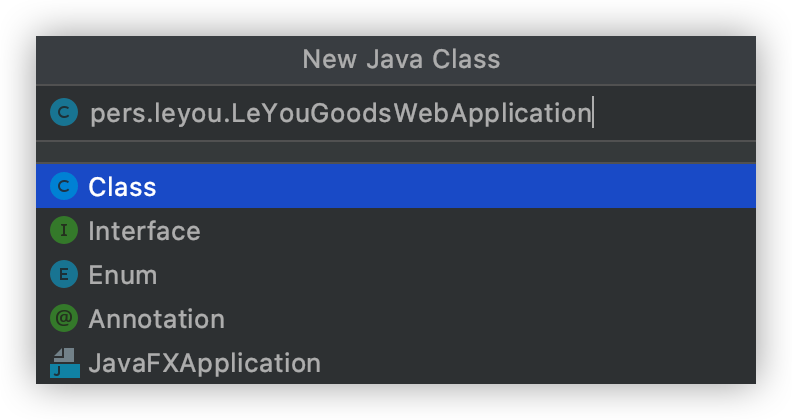 New Java Class
C pers.leyou.LeYouGoodsWebApplication
C Class
I Interface
E Enum
@ Annotation
J JavaFXApplication